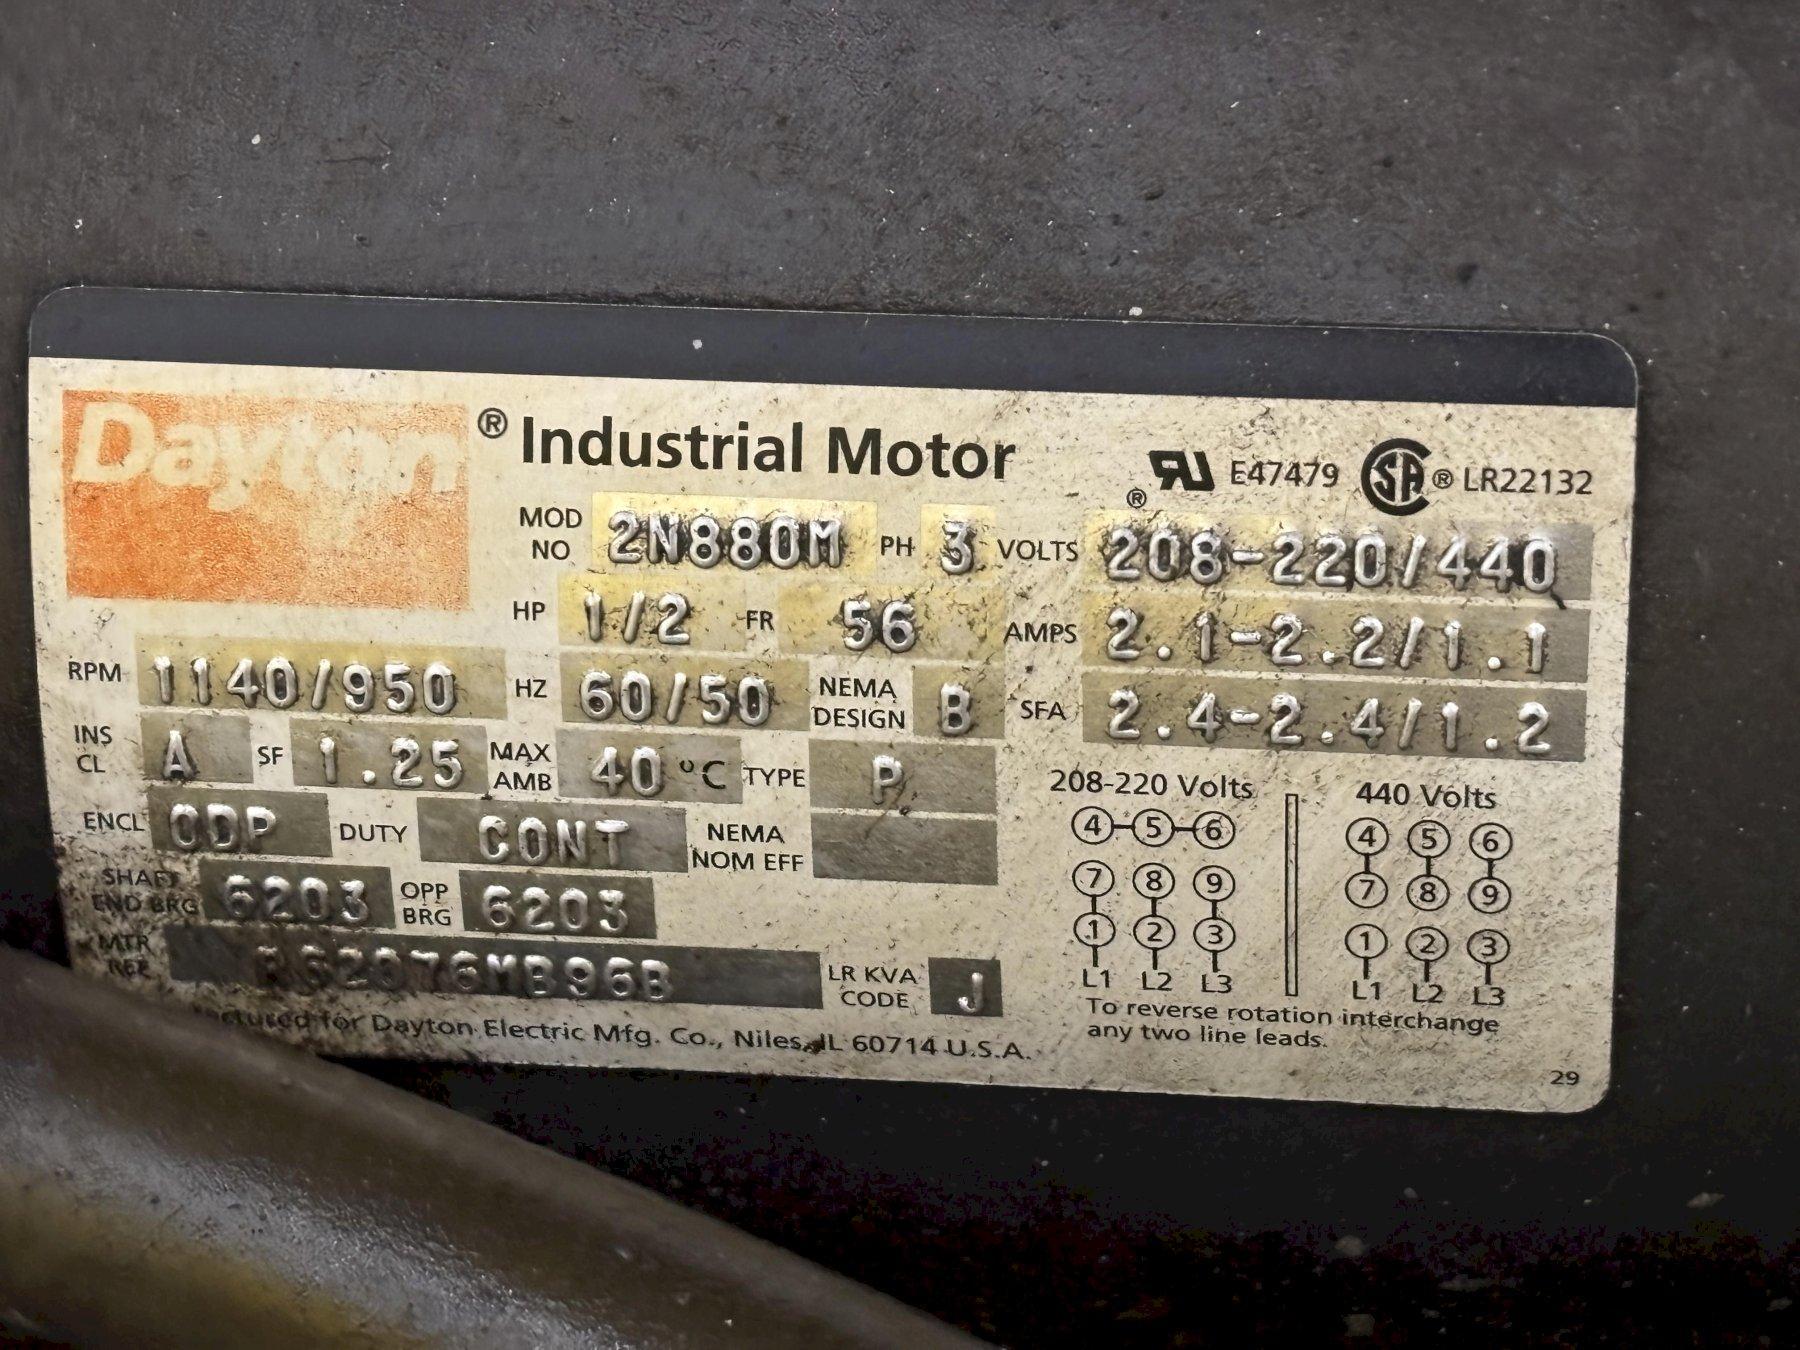 Dayton® Industrial Motor
® RU E47479 SA ® LR22132
MOD NO 2N880M PH 3 VOLTS 208-220/440
HP 1/2 FR 56 AMPS 2.1-2.2/1.1
RPM 1140/950 HZ 60/50 NEMA DESIGN B SFA 2.4-2.4/1.2
INS CL A SF 1.25 MAX AMB 40 °C TYPE P
ENCL ODP DUTY CONT NEMA NOM EFF
SHAFT END BRG 6203 OPP BRG 6203
MTR REF LR KVA CODE J
for Dayton Electric Mfg. Co., Niles, IL 60714 U.S.A.
208-220 Volts
4 5 6
7 8 9
1 2 3
L1 L2 L3
440 Volts
4 5 6
7 8 9
1 2 3
L1 L2 L3
To reverse rotation interchange
any two line leads.
29